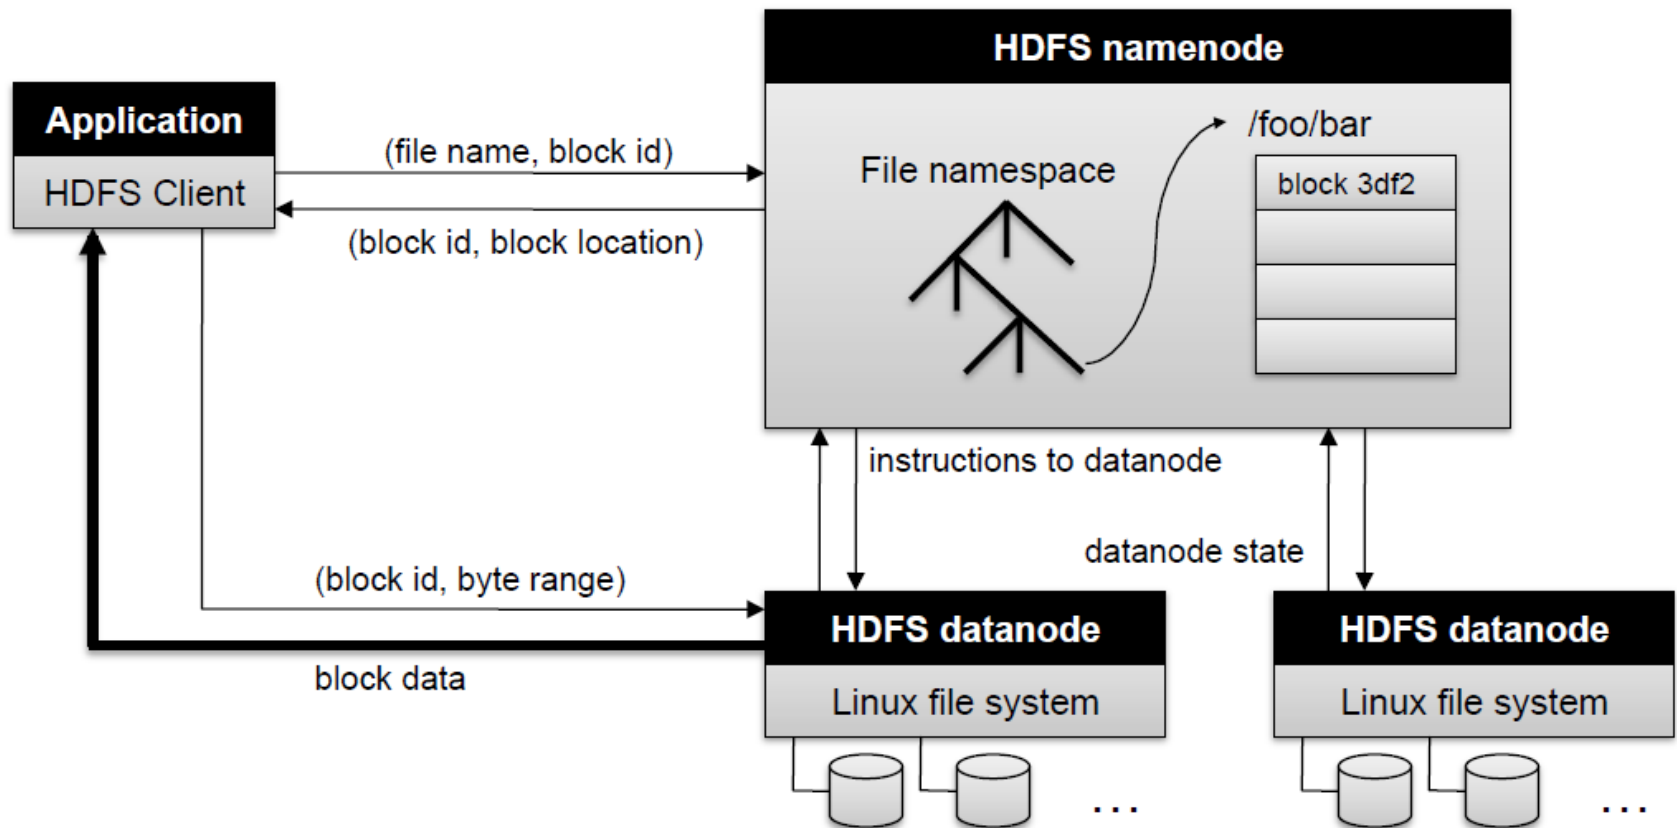 HDFS namenode
Application
HDFS Client
(file name, block id)
(block id, block location)
File namespace
/foo/bar
block 3df2
instructions to datanode
datanode state
(block id, byte range)
block data
HDFS datanode
Linux file system
...
HDFS datanode
Linux file system
...